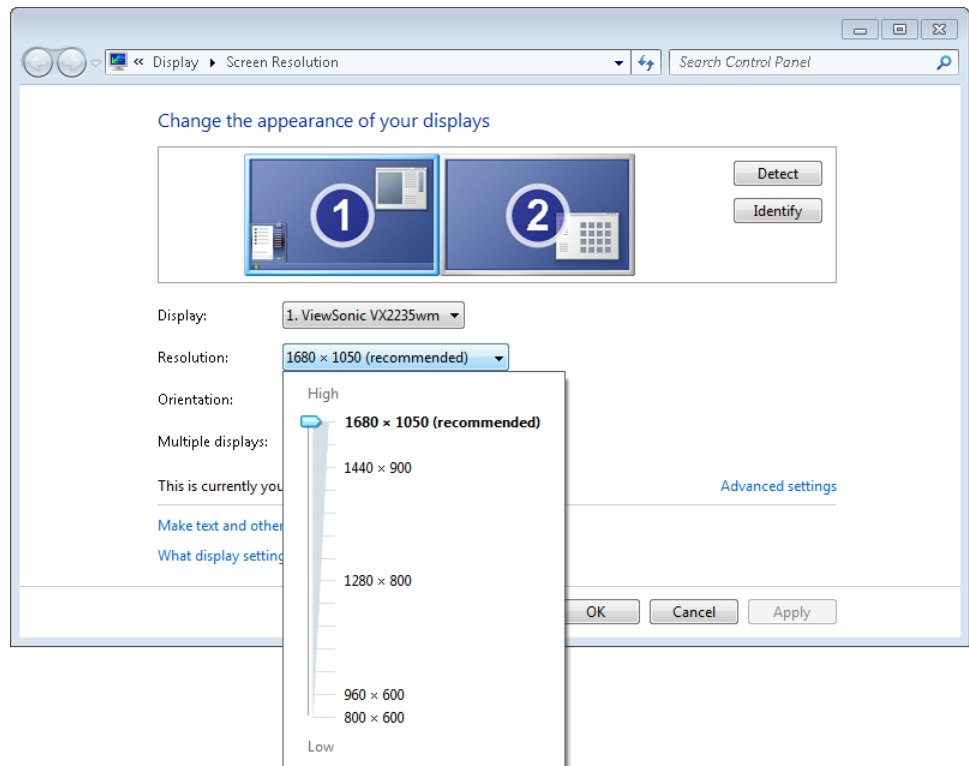 « Display ▸ Screen Resolution
Search Control Panel
Change the appearance of your displays
1
2
Detect
Identify
Display:
1. ViewSonic VX2235wm
Resolution:
1680 × 1050 (recommended)
Orientation:
Multiple displays:
High
1680 × 1050 (recommended)
1440 × 900
1280 × 800
960 × 600
800 × 600
Low
This is currently you
Advanced settings
Make text and other
What display setting
OK
Cancel
Apply